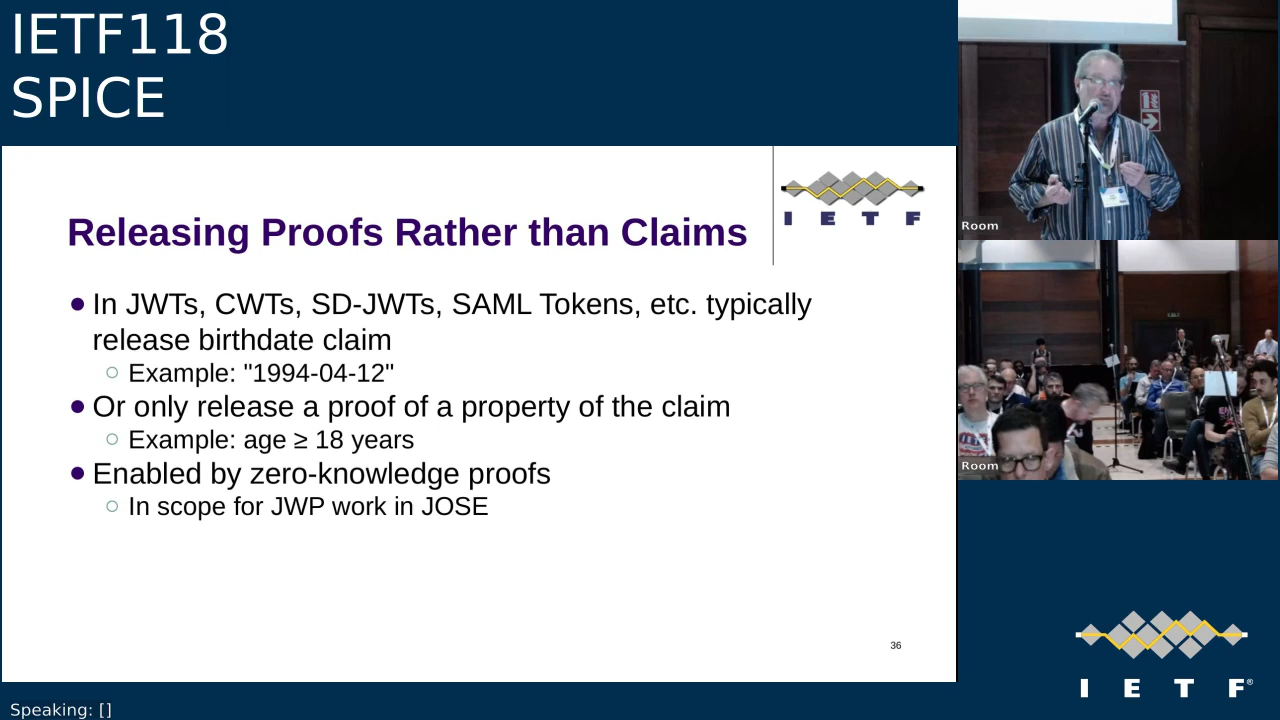 IETF118
SPICE
I E T F
Releasing Proofs Rather than Claims
● In JWTs, CWTs, SD-JWTs, SAML Tokens, etc. typically
release birthdate claim
○ Example: "1994-04-12"
● Or only release a proof of a property of the claim
○ Example: age ≥ 18 years
● Enabled by zero-knowledge proofs
○ In scope for JWP work in JOSE
36
Room
Room
I E T F®
Speaking: []